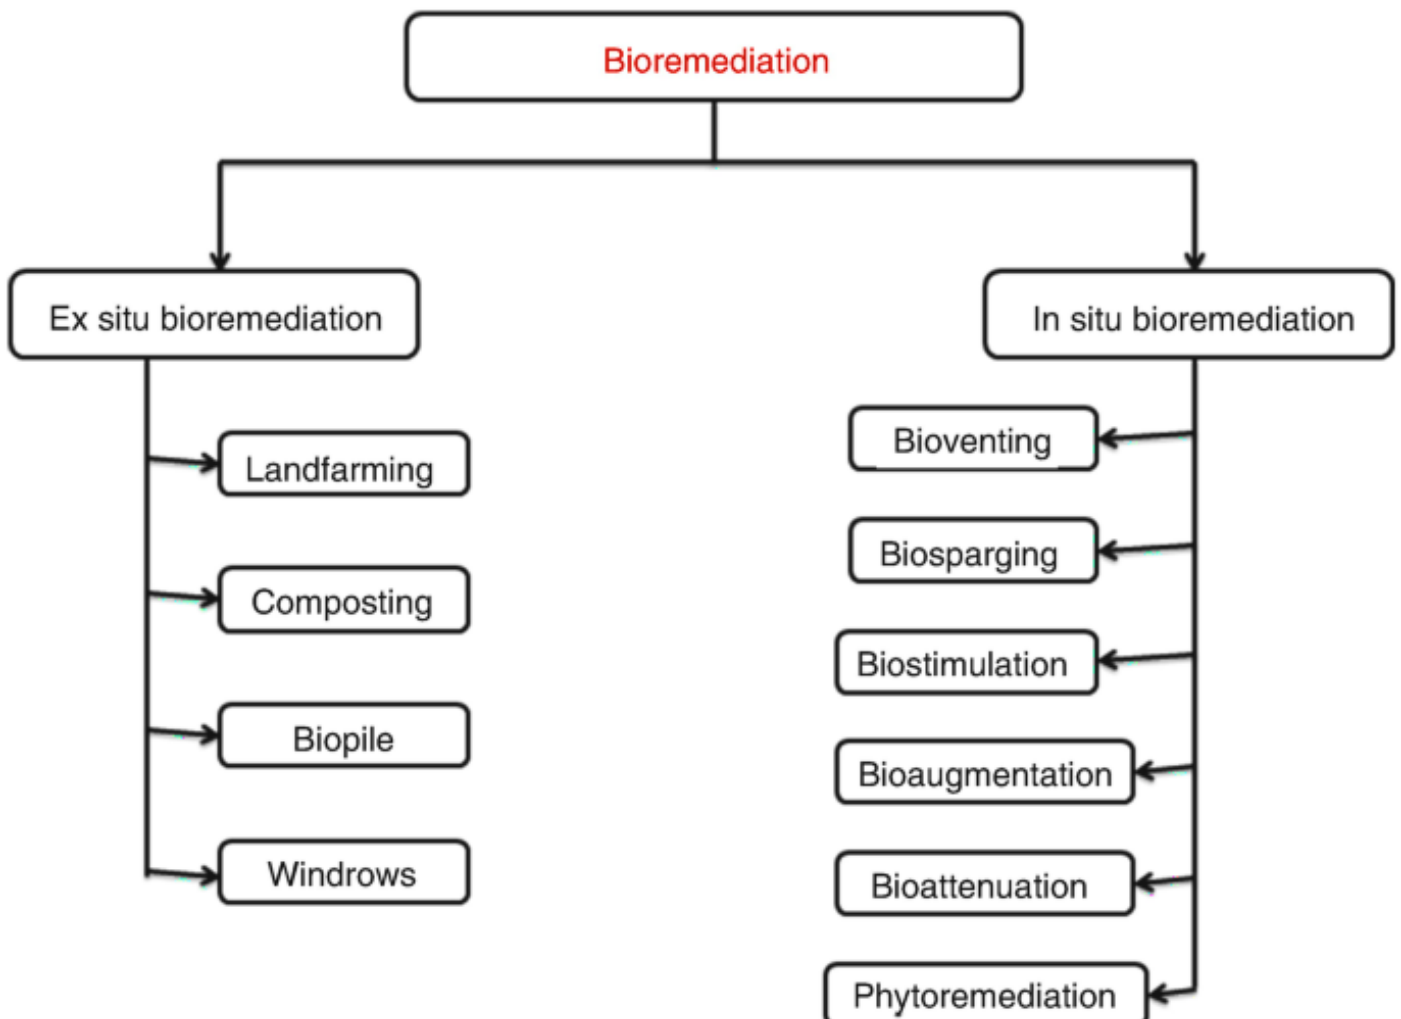 Bioremediation
Ex situ bioremediation
Landfarming
Composting
Biopile
Windrows
In situ bioremediation
Bioventing
Biosparging
Biostimulation
Bioaugmentation
Bioattenuation
Phytoremediation